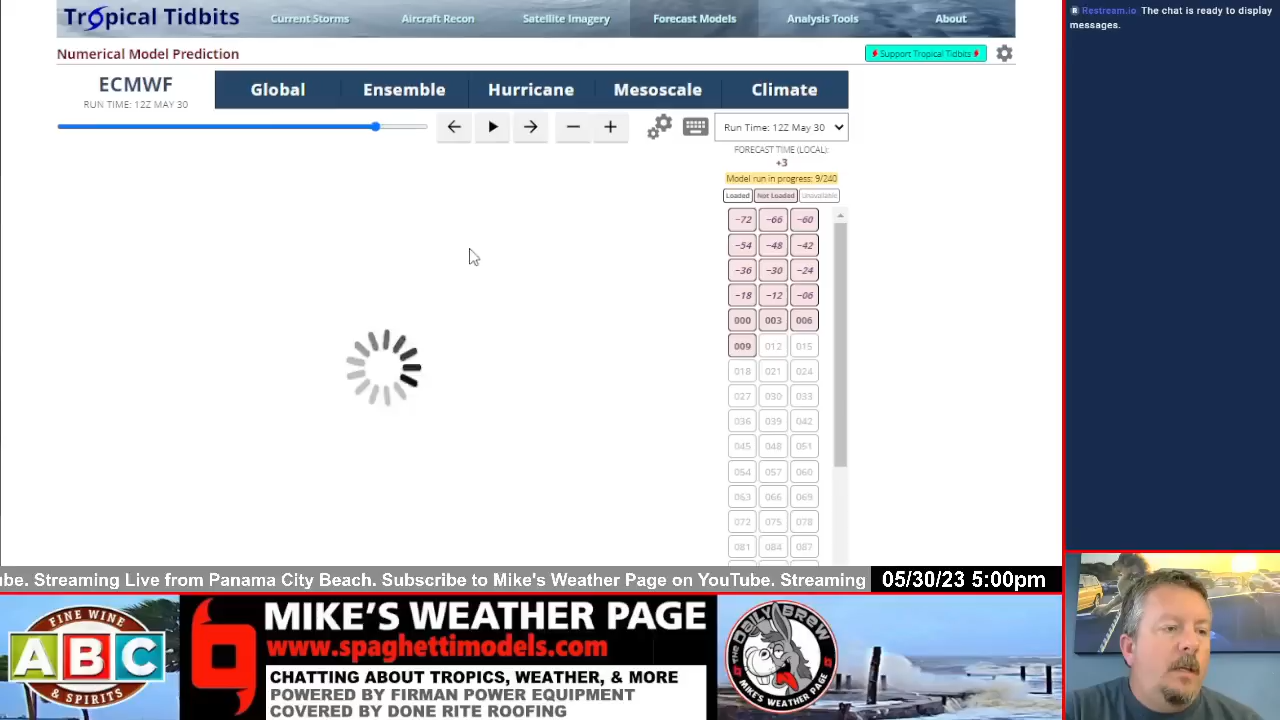 Tropical Tidbits
Current Storms
Aircraft Recon
Satellite Imagery
Forecast Models
Analysis Tools
About
Numerical Model Prediction
Support Tropical Tidbits
ECMWF
RUN TIME: 12Z MAY 30
Global
Ensemble
Hurricane
Mesoscale
Climate
Run Time: 12Z May 30
FORECAST TIME (LOCAL):
+3
Model run in progress: 9/240
Loaded Not Loaded Unavailable
-72 -66 -60
-54 -48 -42
-36 -30 -24
-18 -12 -06
000 003 006
009 012 015
018 021 024
027 030 033
036 039 042
045 048 051
054 057 060
063 066 069
072 075 078
081 084 087
Restream.io The chat is ready to display
messages.
ube. Streaming Live from Panama City Beach. Subscribe to Mike's Weather Page on YouTube. Streaming
05/30/23 5:00pm
FINE WINE
ABC
& SPIRITS
MIKE'S WEATHER PAGE
www.spaghettimodels.com
CHATTING ABOUT TROPICS, WEATHER, & MORE
POWERED BY FIRMAN POWER EQUIPMENT
COVERED BY DONE RITE ROOFING
THE DAILY BREW
MIKE'S WEATHER PAGE